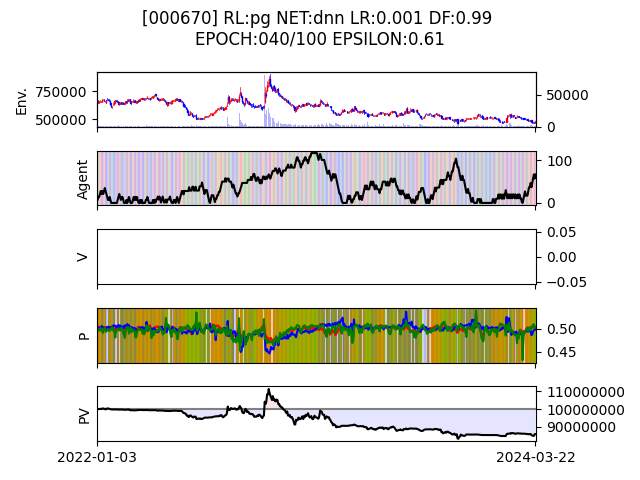 [000670] RL:pg NET:dnn LR:0.001 DF:0.99
EPOCH:040/100 EPSILON:0.61
Env.
750000
500000
50000
0
Agent
100
0
V
0.05
0.00
−0.05
P
0.50
0.45
PV
110000000
100000000
90000000
2022-01-03
2024-03-22